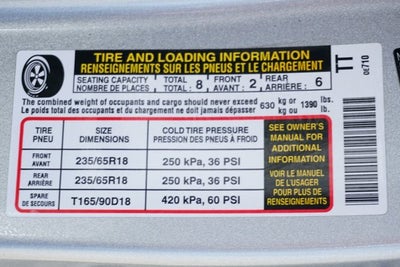 TIRE AND LOADING INFORMATION
RENSEIGNEMENTS SUR LES PNEUS ET LE CHARGEMENT
SEATING CAPACITY TOTAL FRONT REAR
NOMBRE DE PLACES TOTAL: 8 AVANT: 2 ARRIÈRE: 6
The combined weight of occupants and cargo should never exceed
Le poids total des occupants et du chargement ne doit jamais dépasser
630 kg or kg ou 1390 lbs. lb.
TIRE PNEU SIZE DIMENSIONS COLD TIRE PRESSURE PRESSION DES PNEUS À FROID
FRONT AVANT 235/65R18 250 kPa, 36 PSI
REAR ARRIÈRE 235/65R18 250 kPa, 36 PSI
SPARE DE SECOURS T165/90D18 420 kPa, 60 PSI
SEE OWNER'S
MANUAL FOR
ADDITIONAL
INFORMATION
VOIR LE MANUEL
DE L'USAGER
POUR PLUS DE
RENSEIGNEMENTS
TT